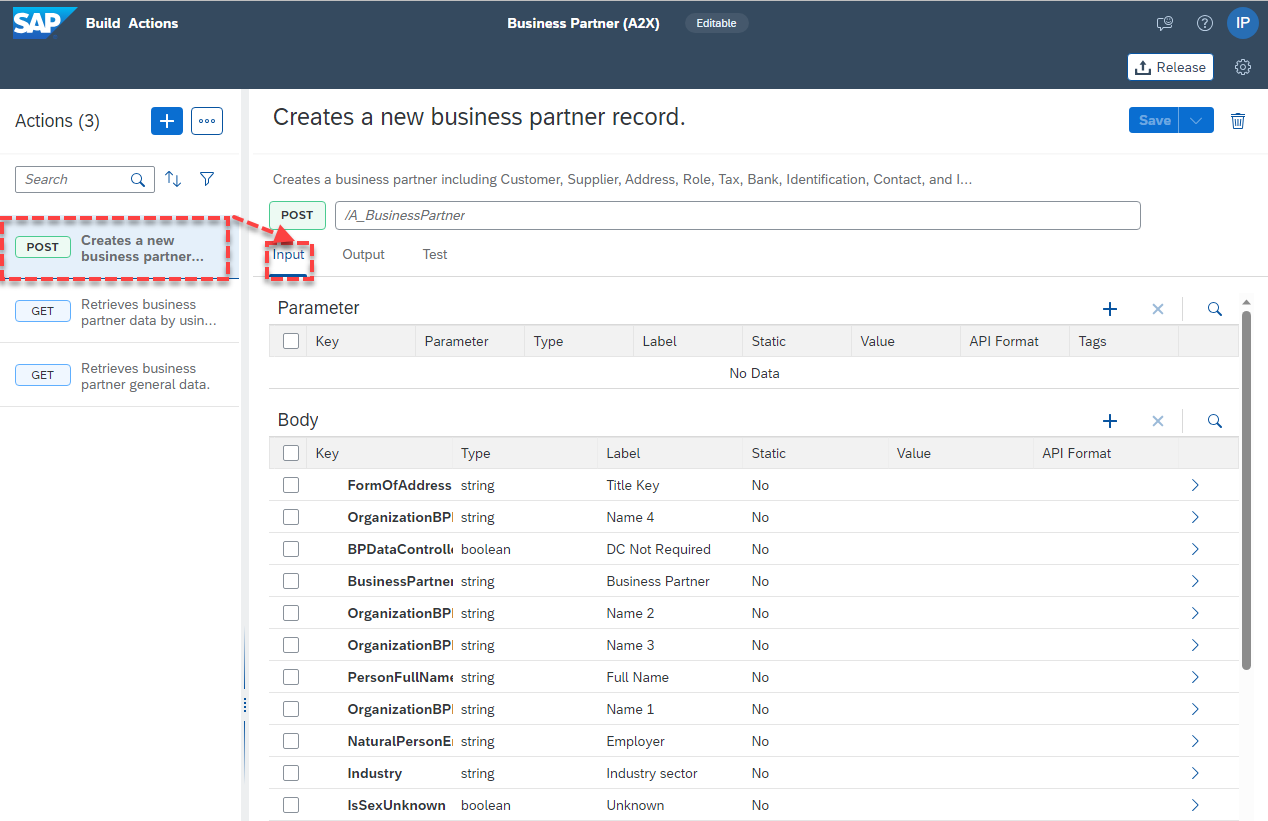 SAP Build Actions
Business Partner (A2X)
Editable
IP
Release
Actions (3)
Search
POST
Creates a new
business partner...
GET
Retrieves business
partner data by usin...
GET
Retrieves business
partner general data.
Creates a new business partner record.
Save
Creates a business partner including Customer, Supplier, Address, Role, Tax, Bank, Identification, Contact, and I...
POST /A_BusinessPartner
Input Output Test
Parameter
Key Parameter Type Label Static Value API Format Tags
No Data
Body
Key Type Label Static Value API Format
FormOfAddress string Title Key No
OrganizationBP string Name 4 No
BPDataControlle boolean DC Not Required No
BusinessPartner string Business Partner No
OrganizationBP string Name 2 No
OrganizationBP string Name 3 No
PersonFullName string Full Name No
OrganizationBP string Name 1 No
NaturalPersonE string Employer No
Industry string Industry sector No
IsSexUnknown boolean Unknown No